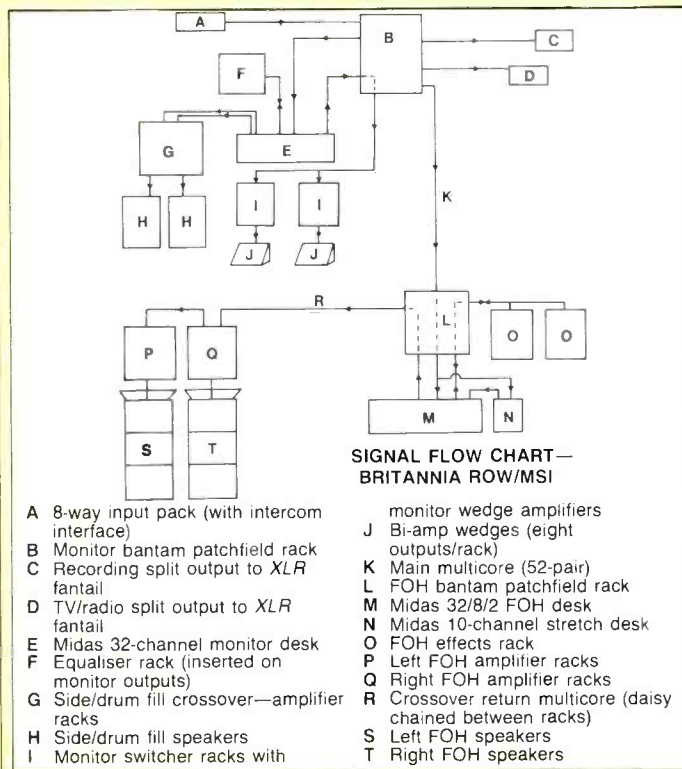 A
B
C
D
F
E
G
H
H
I
I
J
J
K
R
L
O
O
P
Q
M
N
S
T
SIGNAL FLOW CHART—
BRITANNIA ROW/MSI
A 8-way input pack (with intercom
interface)
B Monitor bantam patchfield rack
C Recording split output to XLR
fantail
D TV/radio split output to XLR
fantail
E Midas 32-channel monitor desk
F Equaliser rack (inserted on
monitor outputs)
G Side/drum fill crossover—amplifier
racks
H Side/drum fill speakers
I Monitor switcher racks with
monitor wedge amplifiers
J Bi-amp wedges (eight
outputs/rack)
K Main multicore (52-pair)
L FOH bantam patchfield rack
M Midas 32/8/2 FOH desk
N Midas 10-channel stretch desk
O FOH effects rack
P Left FOH amplifier racks
Q Right FOH amplifier racks
R Crossover return multicore (daisy
chained between racks)
S Left FOH speakers
T Right FOH speakers